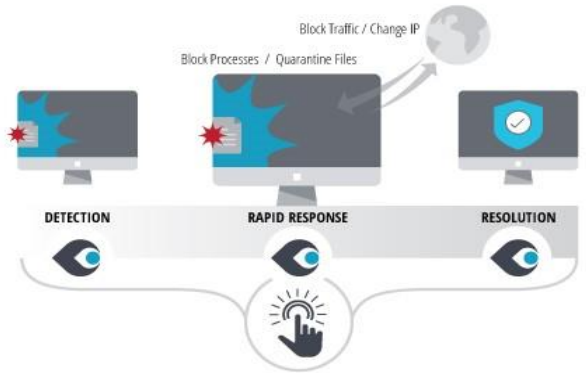 Block Traffic / Change IP
Block Processes / Quarantine Files
DETECTION
RAPID RESPONSE
RESOLUTION